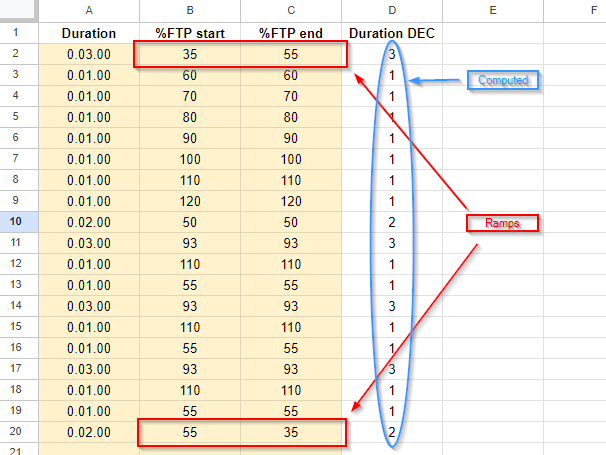 A B C D E F
1 Duration %FTP start %FTP end Duration DEC
2 0.03.00 35 55 3
3 0.01.00 60 60 1 Computed
4 0.01.00 70 70 1
5 0.01.00 80 80 1
6 0.01.00 90 90 1
7 0.01.00 100 100 1
8 0.01.00 110 110 1
9 0.01.00 120 120 1
10 0.02.00 50 50 2 Ramps
11 0.03.00 93 93 3
12 0.01.00 110 110 1
13 0.01.00 55 55 1
14 0.03.00 93 93 3
15 0.01.00 110 110 1
16 0.01.00 55 55 1
17 0.03.00 93 93 3
18 0.01.00 110 110 1
19 0.01.00 55 55 1
20 0.02.00 55 35 2
21